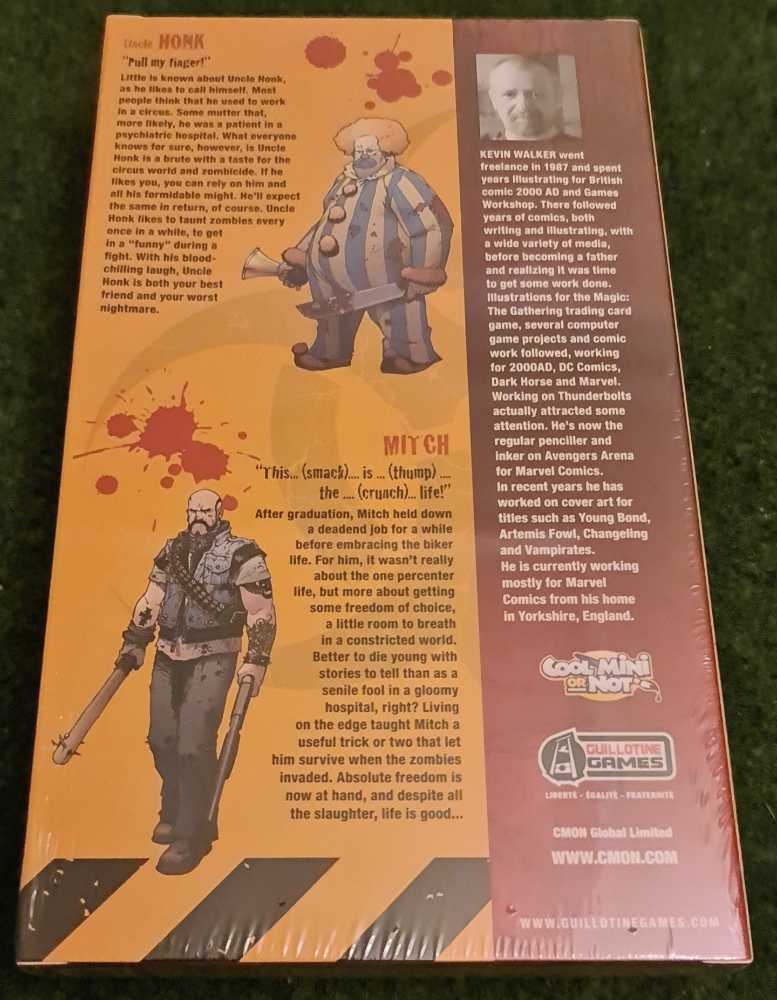 Uncle HONK
"Pull my finger!"
Little is known about Uncle Honk,
as he likes to call himself. Most
people think that he used to work
in a circus. Some mutter that,
more likely, he was a patient in a
psychiatric hospital. What everyone
knows for sure, however, is Uncle
Honk is a brute with a taste for the
circus world and zombicide. If he
likes you, you can rely on him and
all his formidable might. He'll expect
the same in return, of course. Uncle
Honk likes to taunt zombies every
once in a while, to get
in a "funny" during a
fight. With his blood-
chilling laugh, Uncle
Honk is both your best
friend and your worst
nightmare.
MITCH
"This... (smack).... is ... (thump) ....
the .... (crunch)... life!"
After graduation, Mitch held down
a deadend job for a while
before embracing the biker
life. For him, it wasn't really
about the one percenter
life, but more about getting
some freedom of choice,
a little room to breath
in a constricted world.
Better to die young with
stories to tell than as a
senile fool in a gloomy
hospital, right? Living
on the edge taught Mitch a
useful trick or two that let
him survive when the zombies
invaded. Absolute freedom is
now at hand, and despite all
the slaughter, life is good...
KEVIN WALKER went
freelance in 1987 and spent
years illustrating for British
comic 2000 AD and Games
Workshop. There followed
years of comics, both
writing and illustrating, with
a wide variety of media,
before becoming a father
and realizing it was time
to get some work done.
Illustrations for the Magic:
The Gathering trading card
game, several computer
game projects and comic
work followed, working
for 2000AD, DC Comics,
Dark Horse and Marvel.
Working on Thunderbolts
actually attracted some
attention. He's now the
regular penciller and
inker on Avengers Arena
for Marvel Comics.
In recent years he has
worked on cover art for
titles such as Young Bond,
Artemis Fowl, Changeling
and Vampirates.
He is currently working
mostly for Marvel
Comics from his home
in Yorkshire, England.
COOL MINI
OR NOT
GUILLOTINE
GAMES
LIBERTÉ - ÉGALITÉ - FRATERNITÉ
CMON Global Limited
WWW.CMON.COM
WWW.GUILLOTINEGAMES.COM